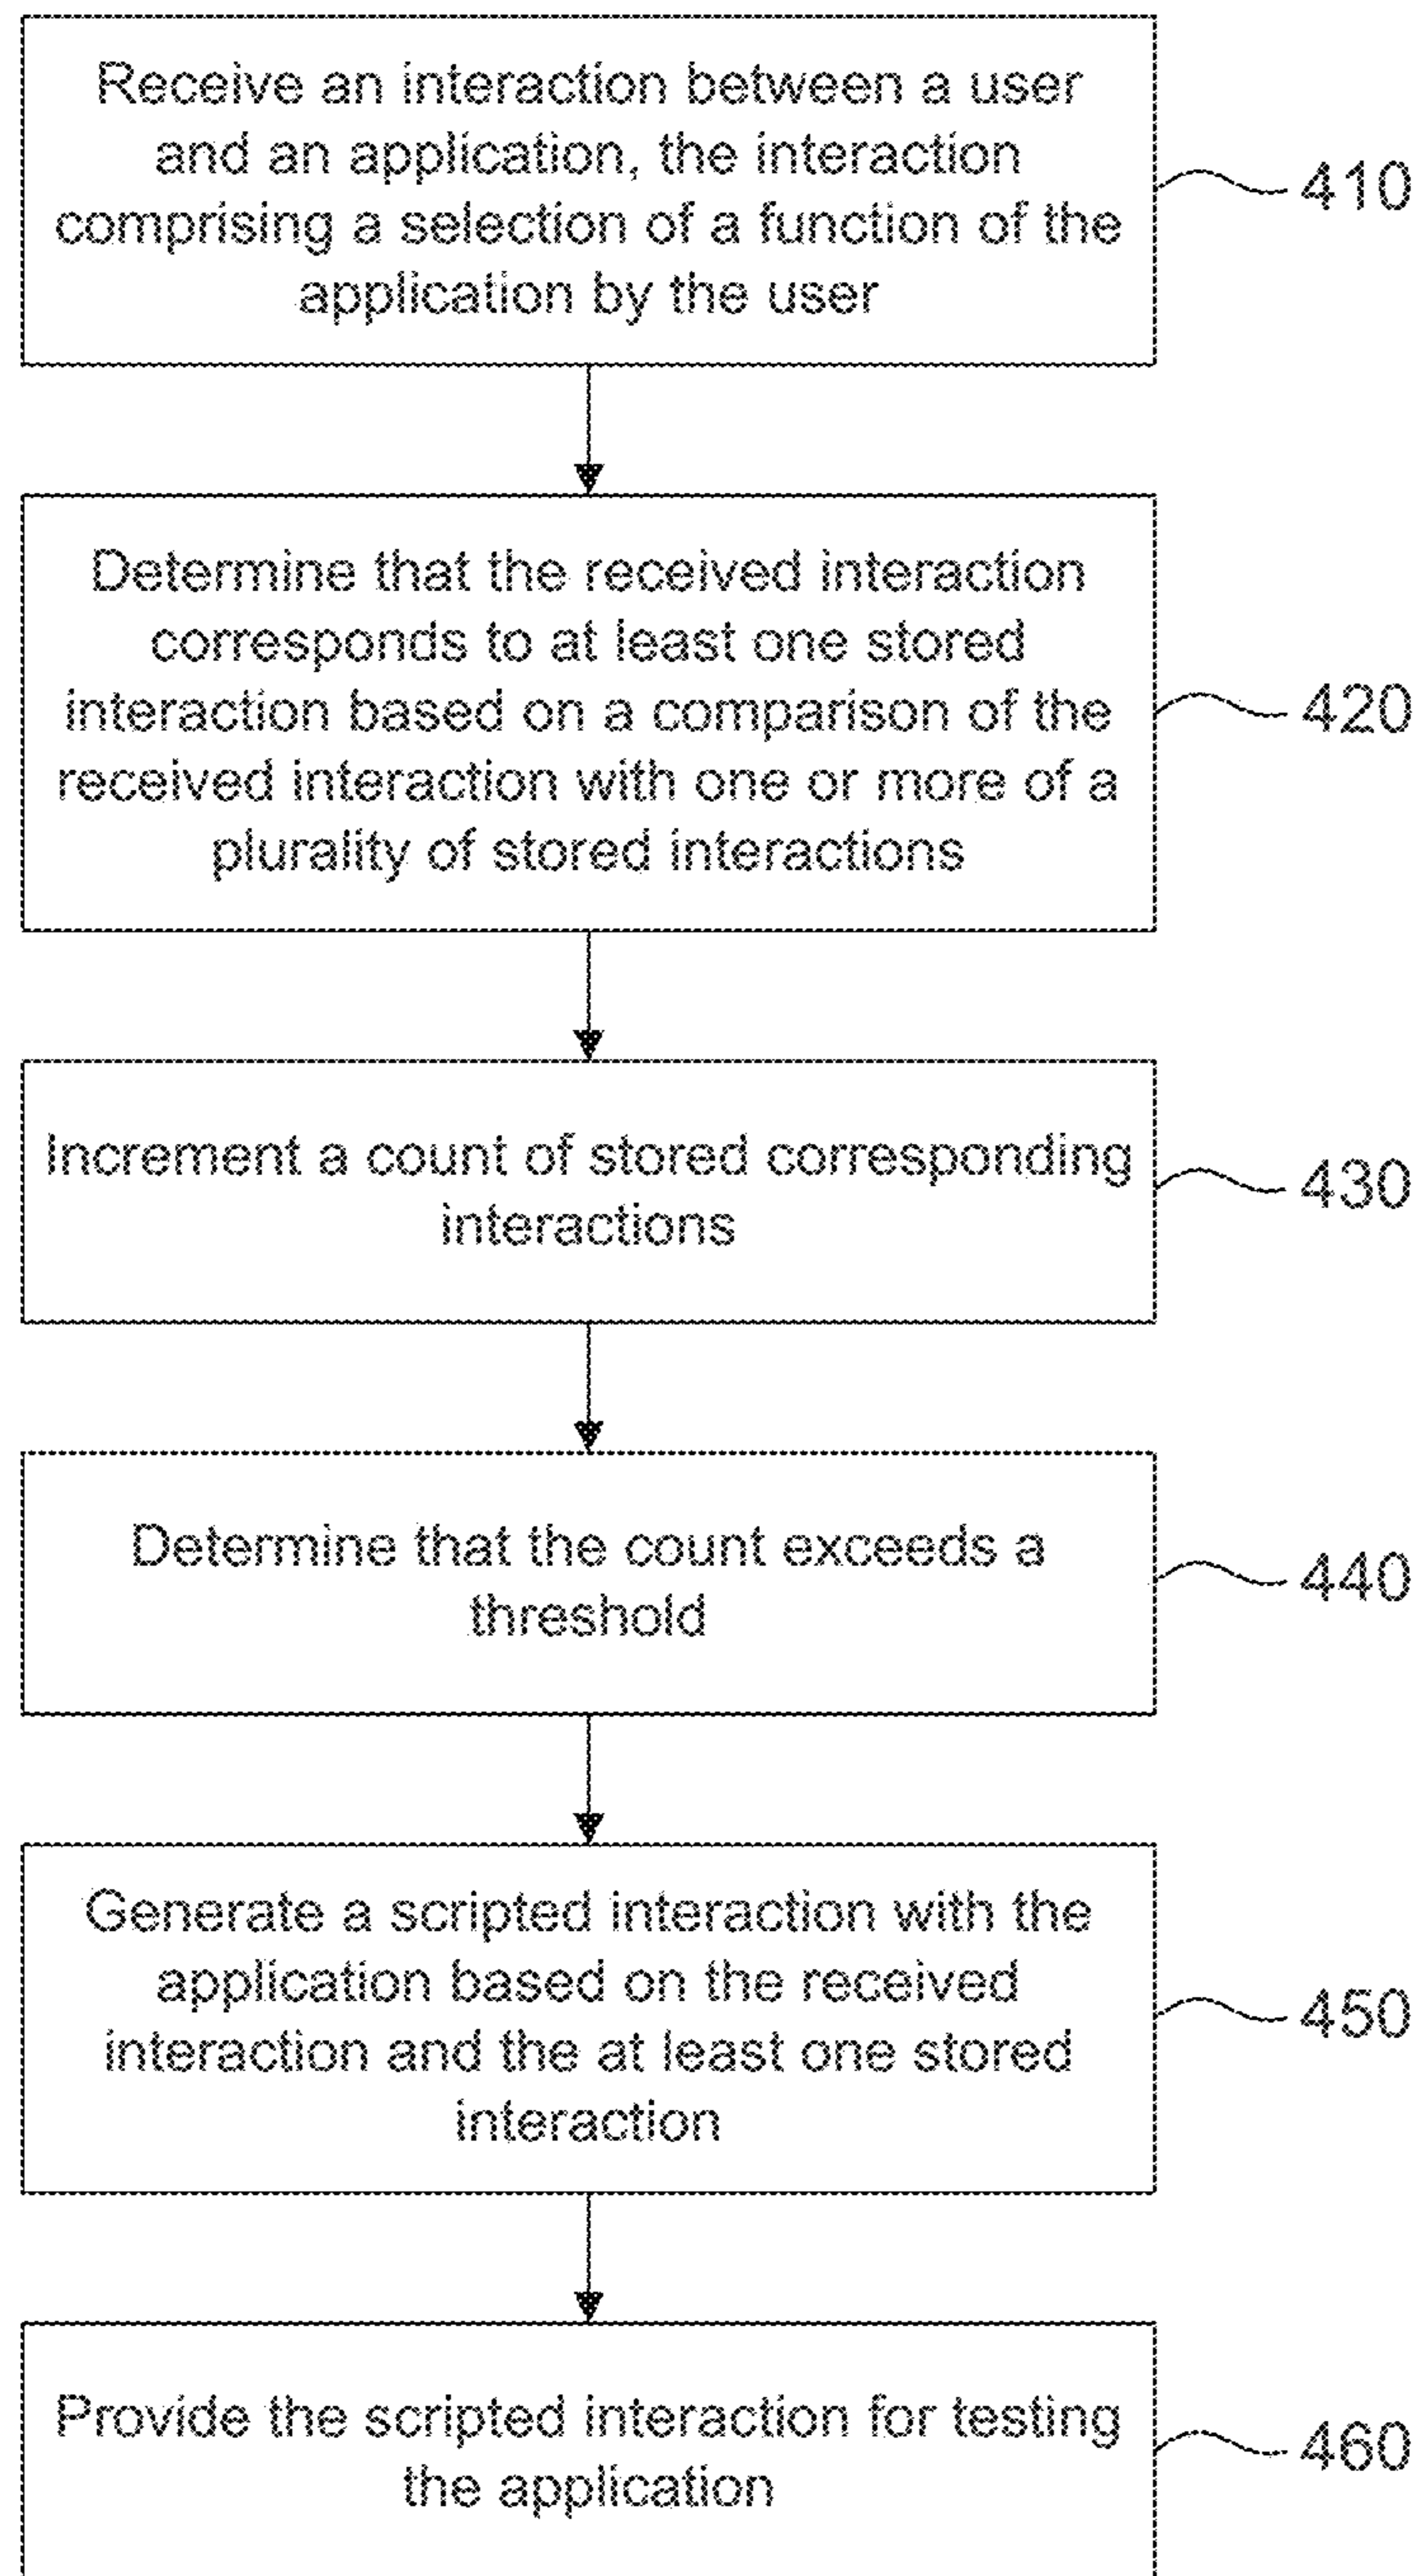 Receive an interaction between a user
and an application, the interaction
comprising a selection of a function of the
application by the user
410
Determine that the received interaction
corresponds to at least one stored
interaction based on a comparison of the
received interaction with one or more of a
plurality of stored interactions
420
Increment a count of stored corresponding
interactions
430
Determine that the count exceeds a
threshold
440
Generate a scripted interaction with the
application based on the received
interaction and the at least one stored
interaction
450
Provide the scripted interaction for testing
the application
460